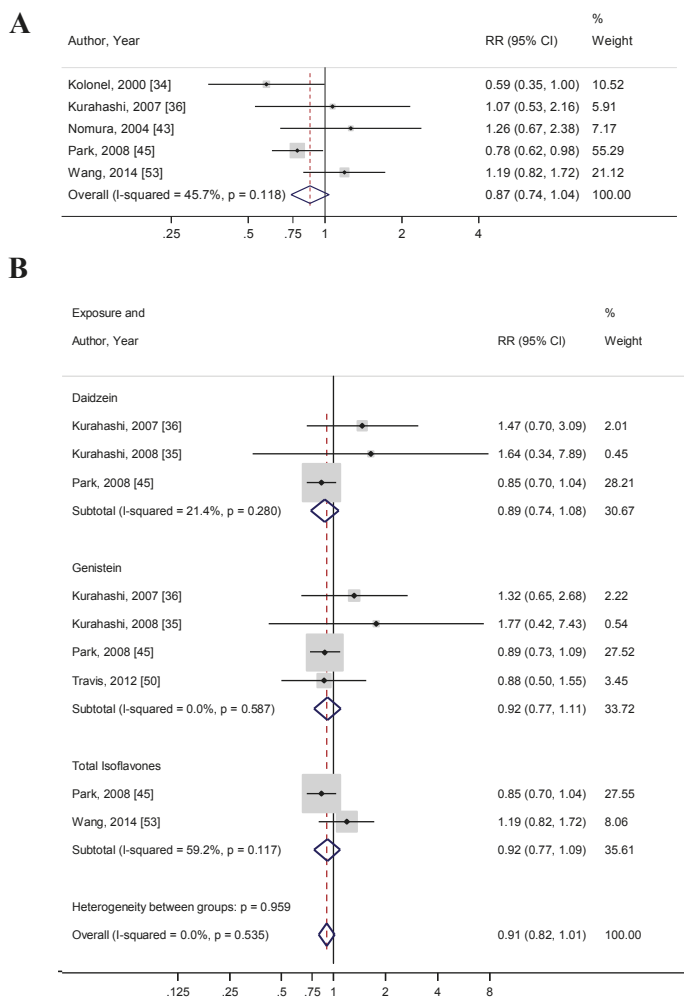 A
%
Author, Year RR (95% CI) Weight
Kolonel, 2000 [34] 0.59 (0.35, 1.00) 10.52
Kurahashi, 2007 [36] 1.07 (0.53, 2.16) 5.91
Nomura, 2004 [43] 1.26 (0.67, 2.38) 7.17
Park, 2008 [45] 0.78 (0.62, 0.98) 55.29
Wang, 2014 [53] 1.19 (0.82, 1.72) 21.12
Overall (I-squared = 45.7%, p = 0.118) 0.87 (0.74, 1.04) 100.00
.25 .5 .75 1 2 4
B
Exposure and %
Author, Year RR (95% CI) Weight
Daidzein
Kurahashi, 2007 [36] 1.47 (0.70, 3.09) 2.01
Kurahashi, 2008 [35] 1.64 (0.34, 7.89) 0.45
Park, 2008 [45] 0.85 (0.70, 1.04) 28.21
Subtotal (I-squared = 21.4%, p = 0.280) 0.89 (0.74, 1.08) 30.67
Genistein
Kurahashi, 2007 [36] 1.32 (0.65, 2.68) 2.22
Kurahashi, 2008 [35] 1.77 (0.42, 7.43) 0.54
Park, 2008 [45] 0.89 (0.73, 1.09) 27.52
Travis, 2012 [50] 0.88 (0.50, 1.55) 3.45
Subtotal (I-squared = 0.0%, p = 0.587) 0.92 (0.77, 1.11) 33.72
Total Isoflavones
Park, 2008 [45] 0.85 (0.70, 1.04) 27.55
Wang, 2014 [53] 1.19 (0.82, 1.72) 8.06
Subtotal (I-squared = 59.2%, p = 0.117) 0.92 (0.77, 1.09) 35.61
Heterogeneity between groups: p = 0.959
Overall (I-squared = 0.0%, p = 0.535) 0.91 (0.82, 1.01) 100.00
.125 .25 .5 .75 1 2 4 8